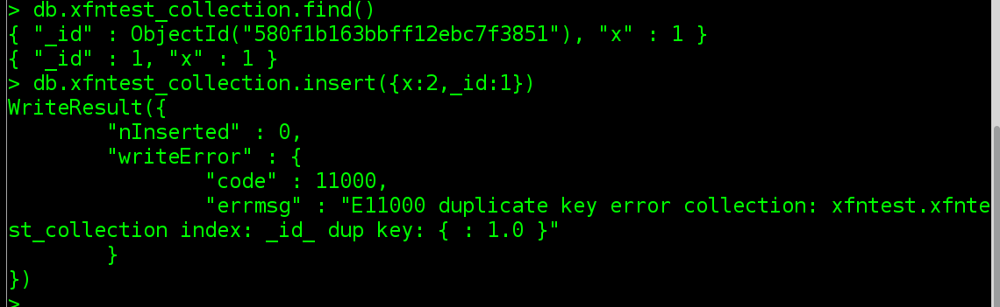 > db.xfntest_collection.find()
{ "_id" : ObjectId("580f1b163bbff12ebc7f3851"), "x" : 1 }
{ "_id" : 1, "x" : 1 }
> db.xfntest_collection.insert({x:2,_id:1})
WriteResult({
        "nInserted" : 0,
        "writeError" : {
                "code" : 11000,
                "errmsg" : "E11000 duplicate key error collection: xfntest.xfnte
st_collection index: _id_ dup key: { : 1.0 }"
        }
})
>